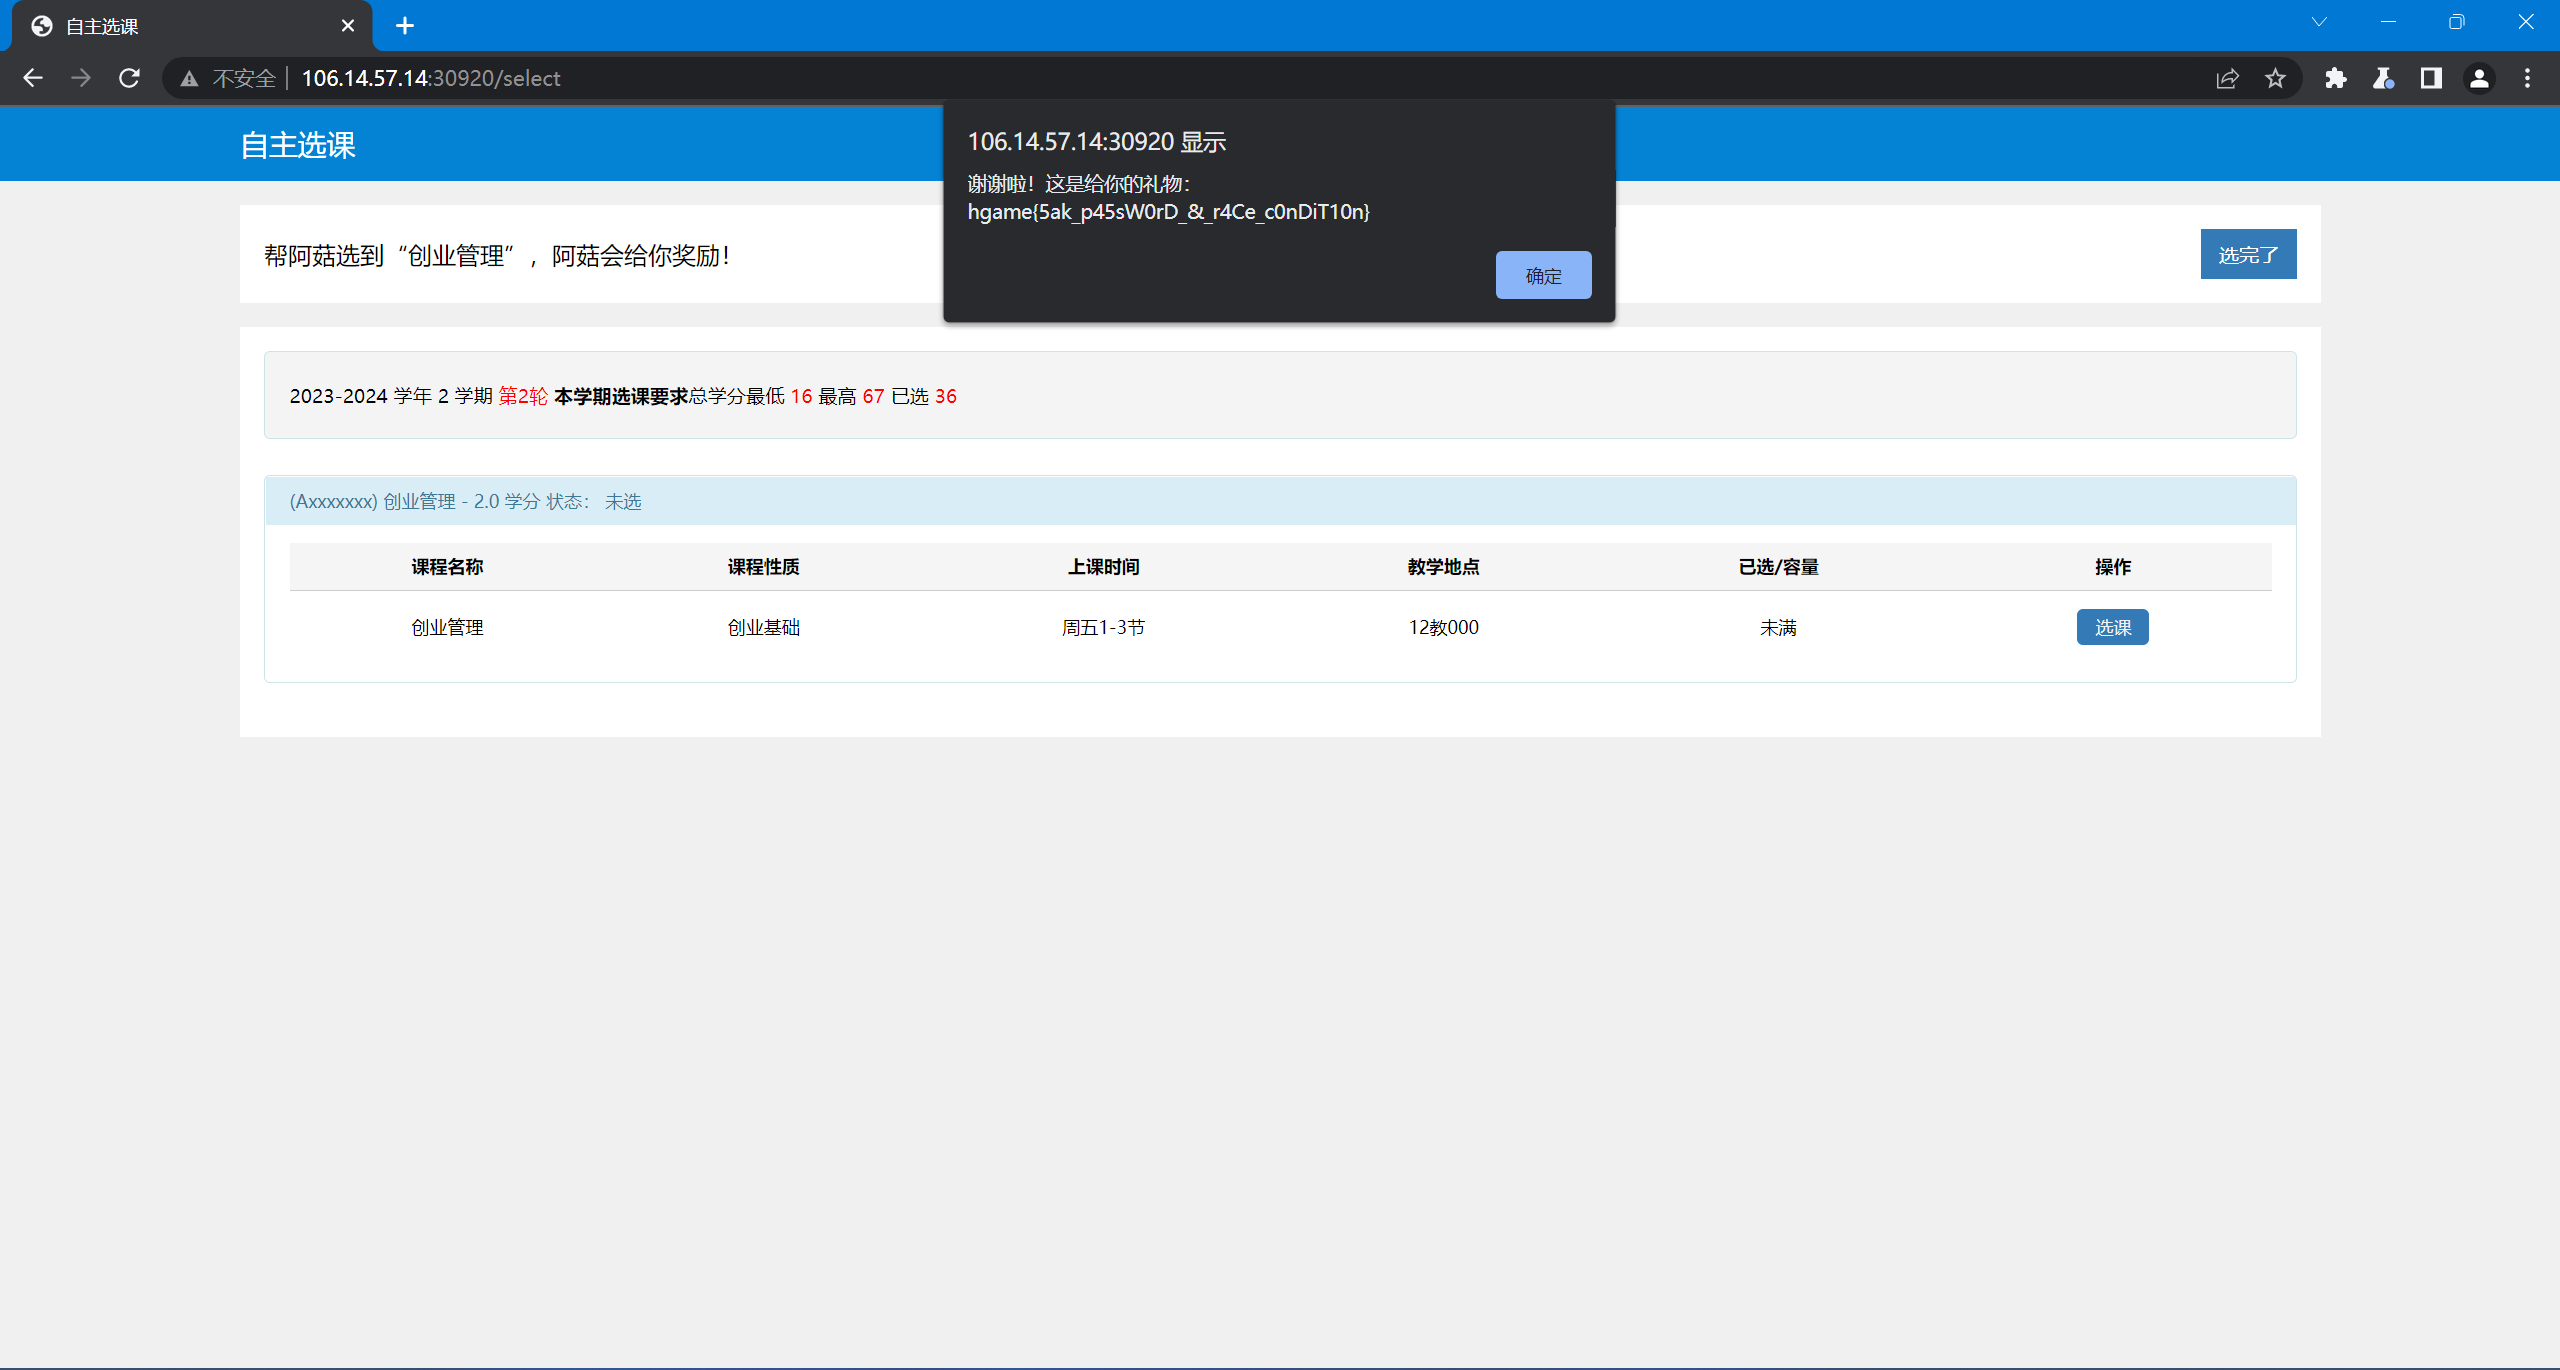 自主选课
不安全 106.14.57.14:30920/select
自主选课
106.14.57.14:30920 显示
谢谢啦！这是给你的礼物：
hgame{5ak_p45sW0rD_&_r4Ce_c0nDiT10n}
确定
帮阿菇选到“创业管理”，阿菇会给你奖励！
选完了
2023-2024 学年 2 学期 第2轮 本学期选课要求总学分最低 16 最高 67 已选 36
(Axxxxxxx) 创业管理 - 2.0 学分 状态： 未选
课程名称 课程性质 上课时间 教学地点 已选/容量 操作
创业管理 创业基础 周五1-3节 12教000 未满 选课